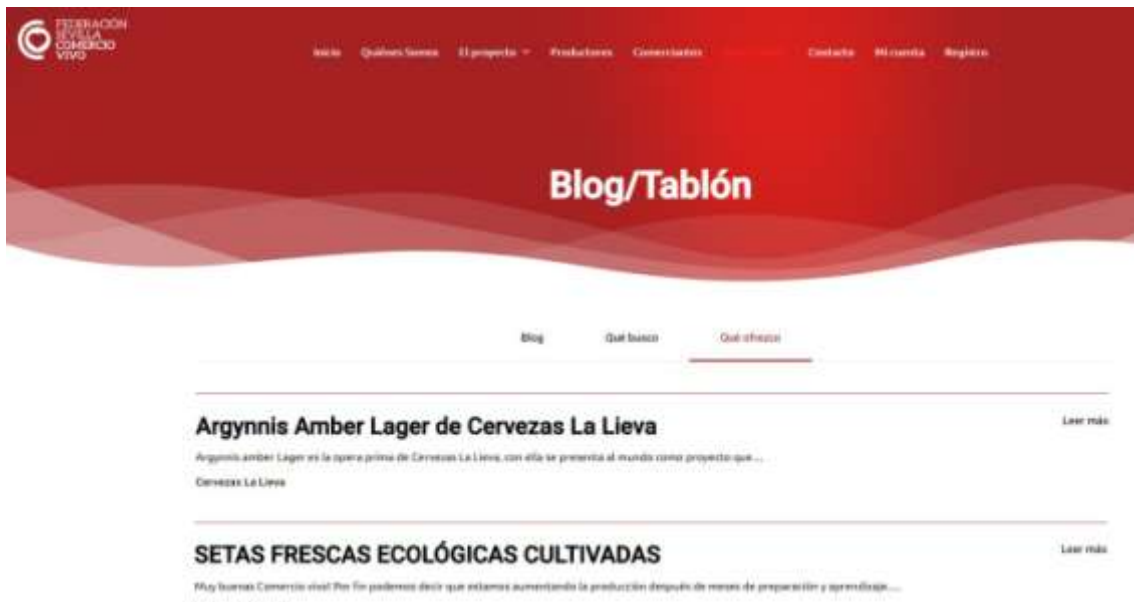 FEDERACIÓN
SEVILLA
COMERCIO
VIVO
Inicio Quiénes Somos El proyecto Productores Comerciantes Contacto Mi cuenta Registro
Blog/Tablón
Blog Qué busco Qué ofrezco
Argynnis Amber Lager de Cervezas La Lieva Leer más
Argynnis amber Lager es la opera prima de Cervezas La Lieva, con ella se presenta al mundo como proyecto que...
Cervezas La Lieva
SETAS FRESCAS ECOLÓGICAS CULTIVADAS Leer más
Muy buenas Comercio vivo! Por fin podemos decir que estamos aumentando la producción después de meses de preparación y aprendizaje....